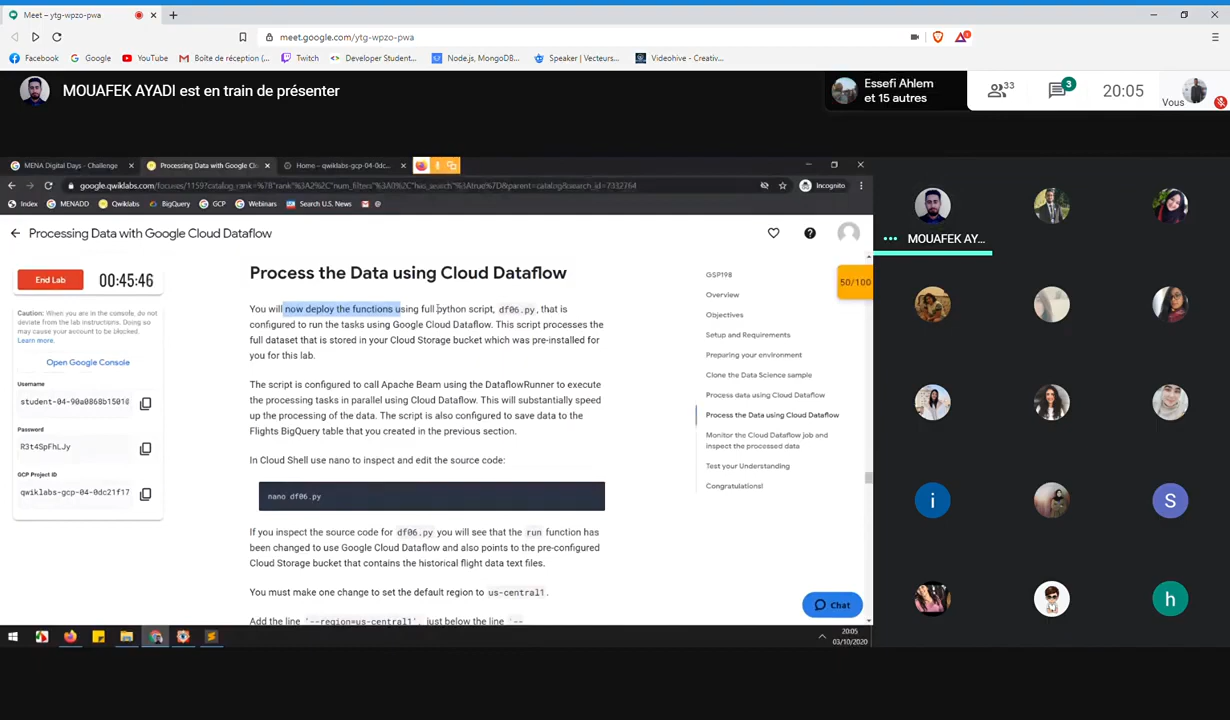 Meet – ytg-wpzo-pwa
meet.google.com/ytg-wpzo-pwa
Facebook
Google
YouTube
Boîte de réception (...
Twitch
Developer Student...
Node.js, MongoDB...
Speaker | Vecteurs...
Videohive - Creativ...
MOUAFEK AYADI est en train de présenter
Essefi Ahlem
et 15 autres
33
3
20:05
Vous
MENA Digital Days - Challenge
Processing Data with Google Clo
Home – qwiklabs-gcp-04-0dc...
Incognito
Index
MENADD
Qwiklabs
BigQuery
GCP
Webinars
Search U.S. News
@
Processing Data with Google Cloud Dataflow
End Lab
00:45:46
Caution: When you are in the console, do not
deviate from the lab instructions. Doing so
may cause your account to be blocked.
Learn more.
Open Google Console
Username
student-04-90a0868b1501@
Password
R3t4SpFhLJy
GCP Project ID
qwiklabs-gcp-04-0dc21f17
Process the Data using Cloud Dataflow
You will now deploy the functions using full python script, df06.py, that is
configured to run the tasks using Google Cloud Dataflow. This script processes the
full dataset that is stored in your Cloud Storage bucket which was pre-installed for
you for this lab.
The script is configured to call Apache Beam using the DataflowRunner to execute
the processing tasks in parallel using Cloud Dataflow. This will substantially speed
up the processing of the data. The script is also configured to save data to the
Flights BigQuery table that you created in the previous section.
In Cloud Shell use nano to inspect and edit the source code:
nano df06.py
If you inspect the source code for df06.py you will see that the run function has
been changed to use Google Cloud Dataflow and also points to the pre-configured
Cloud Storage bucket that contains the historical flight data text files.
You must make one change to set the default region to us-central1.
Add the line '--region=us-central1', just below the line '--
GSP198
Overview
Objectives
Setup and Requirements
Preparing your environment
Clone the Data Science sample
Process data using Cloud Dataflow
Process the Data using Cloud Dataflow
Monitor the Cloud Dataflow job and
inspect the processed data
Test your Understanding
Congratulations!
50/100
Chat
20:05
03/10/2020
MOUAFEK AY...
i
S
h